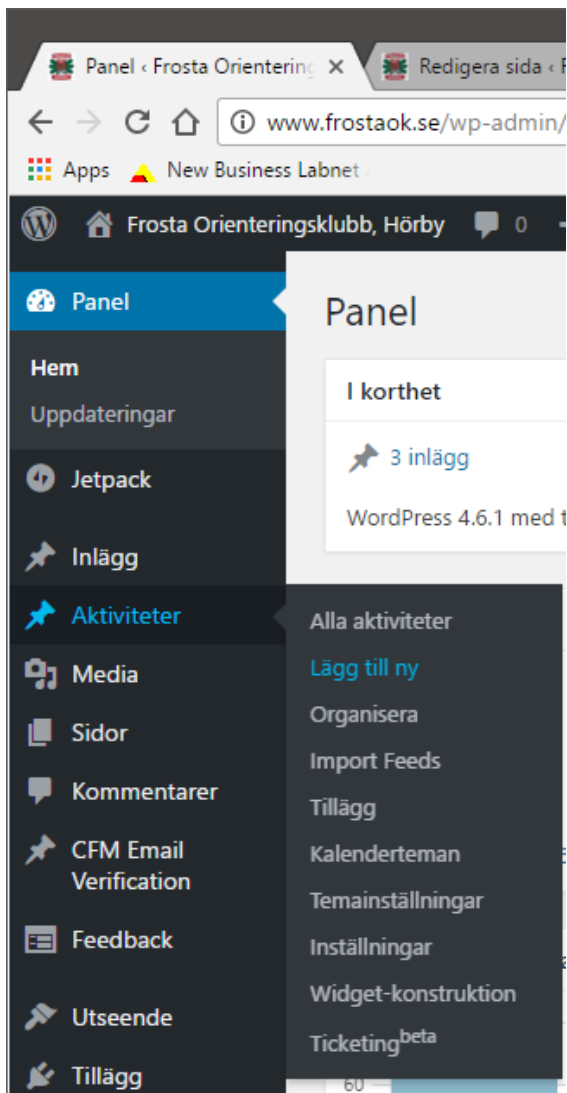 Panel ‹ Frosta Orientering
Redigera sida ‹ F
www.frostaok.se/wp-admin/
Apps New Business Labnet
Frosta Orienteringsklubb, Hörby 0
Panel
Hem
Uppdateringar
Jetpack
Inlägg
Aktiviteter
Media
Sidor
Kommentarer
CFM Email
Verification
Feedback
Utseende
Tillägg
Panel
I korthet
3 inlägg
WordPress 4.6.1 med t
Alla aktiviteter
Lägg till ny
Organisera
Import Feeds
Tillägg
Kalenderteman
Temainställningar
Inställningar
Widget-konstruktion
Ticketingbeta
60